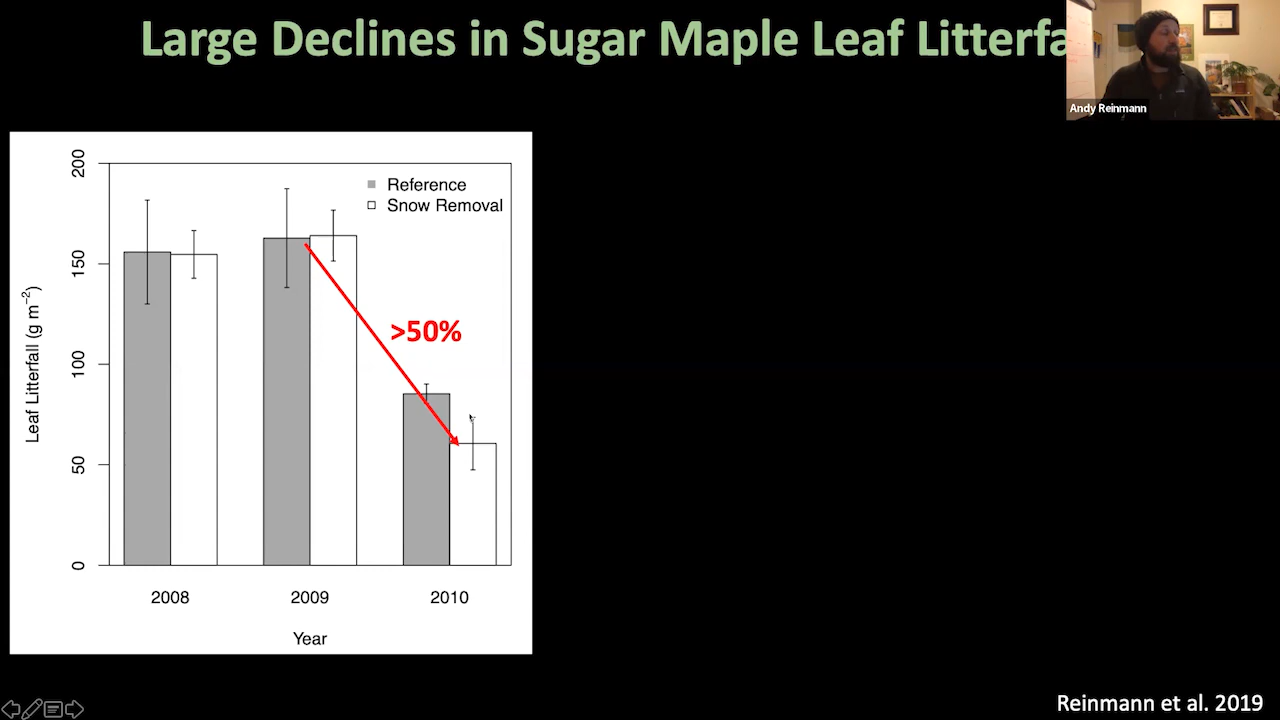 Large Declines in Sugar Maple Leaf Litterfa
Andy Reinmann
200
150
100
50
0
Leaf Litterfall (g m⁻²)
Reference
Snow Removal
>50%
2008 2009 2010
Year
Reinmann et al. 2019